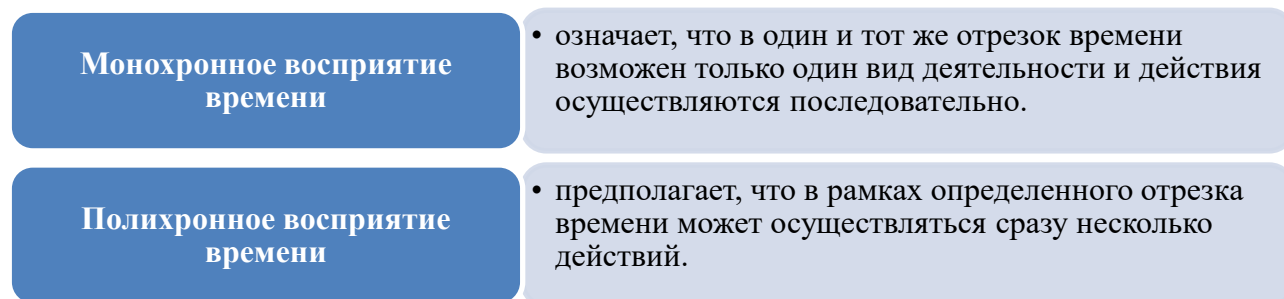 Монохронное восприятие
времени
• означает, что в один и тот же отрезок времени
возможен только один вид деятельности и действия
осуществляются последовательно.
Полихронное восприятие
времени
• предполагает, что в рамках определенного отрезка
времени может осуществляться сразу несколько
действий.